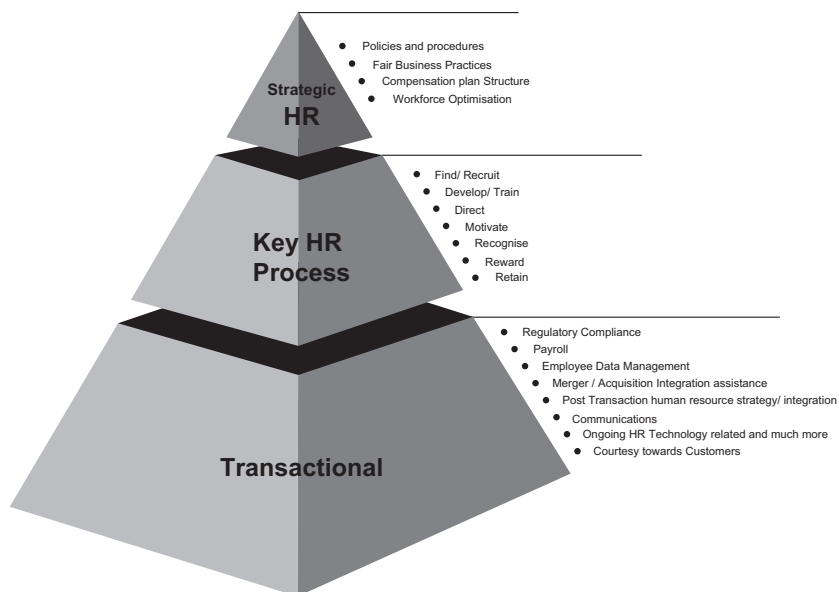 Strategic
HR
Policies and procedures
Fair Business Practices
Compensation plan Structure
Workforce Optimisation
Key HR
Process
Find/ Recruit
Develop/ Train
Direct
Motivate
Recognise
Reward
Retain
Transactional
Regulatory Compliance
Payroll
Employee Data Management
Merger / Acquisition Integration assistance
Post Transaction human resource strategy/ integration
Communications
Ongoing HR Technology related and much more
Courtesy towards Customers